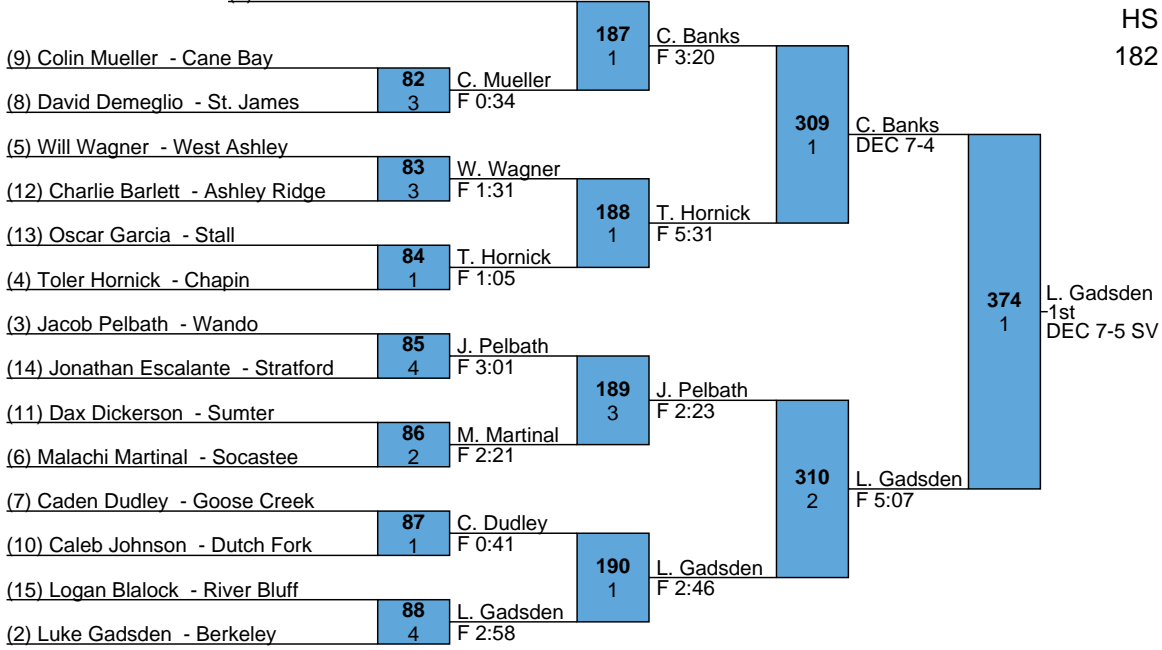 HS
182
187
1
C. Banks
F 3:20
(9) Colin Mueller - Cane Bay
82
3
C. Mueller
F 0:34
(8) David Demeglio - St. James
309
1
C. Banks
DEC 7-4
(5) Will Wagner - West Ashley
83
3
W. Wagner
F 1:31
(12) Charlie Barlett - Ashley Ridge
188
1
T. Hornick
F 5:31
(13) Oscar Garcia - Stall
84
1
T. Hornick
F 1:05
(4) Toler Hornick - Chapin
374
1
L. Gadsden
1st
DEC 7-5 SV
(3) Jacob Pelbath - Wando
85
4
J. Pelbath
F 3:01
(14) Jonathan Escalante - Stratford
189
3
J. Pelbath
F 2:23
(11) Dax Dickerson - Sumter
86
2
M. Martinal
F 2:21
(6) Malachi Martinal - Socastee
310
2
L. Gadsden
F 5:07
(7) Caden Dudley - Goose Creek
87
1
C. Dudley
F 0:41
(10) Caleb Johnson - Dutch Fork
190
1
L. Gadsden
F 2:46
(15) Logan Blalock - River Bluff
88
4
L. Gadsden
F 2:58
(2) Luke Gadsden - Berkeley